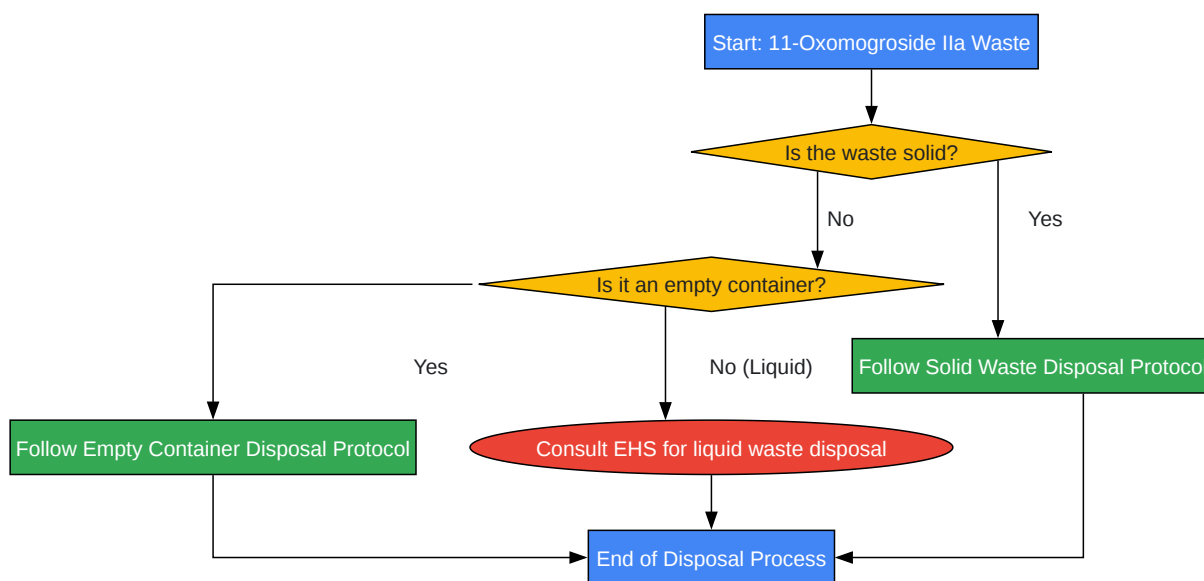 Start: 11-Oxomogroside IIa Waste
Is the waste solid?
No
Yes
Is it an empty container?
Yes
No (Liquid)
Follow Solid Waste Disposal Protocol
Follow Empty Container Disposal Protocol
Consult EHS for liquid waste disposal
End of Disposal Process